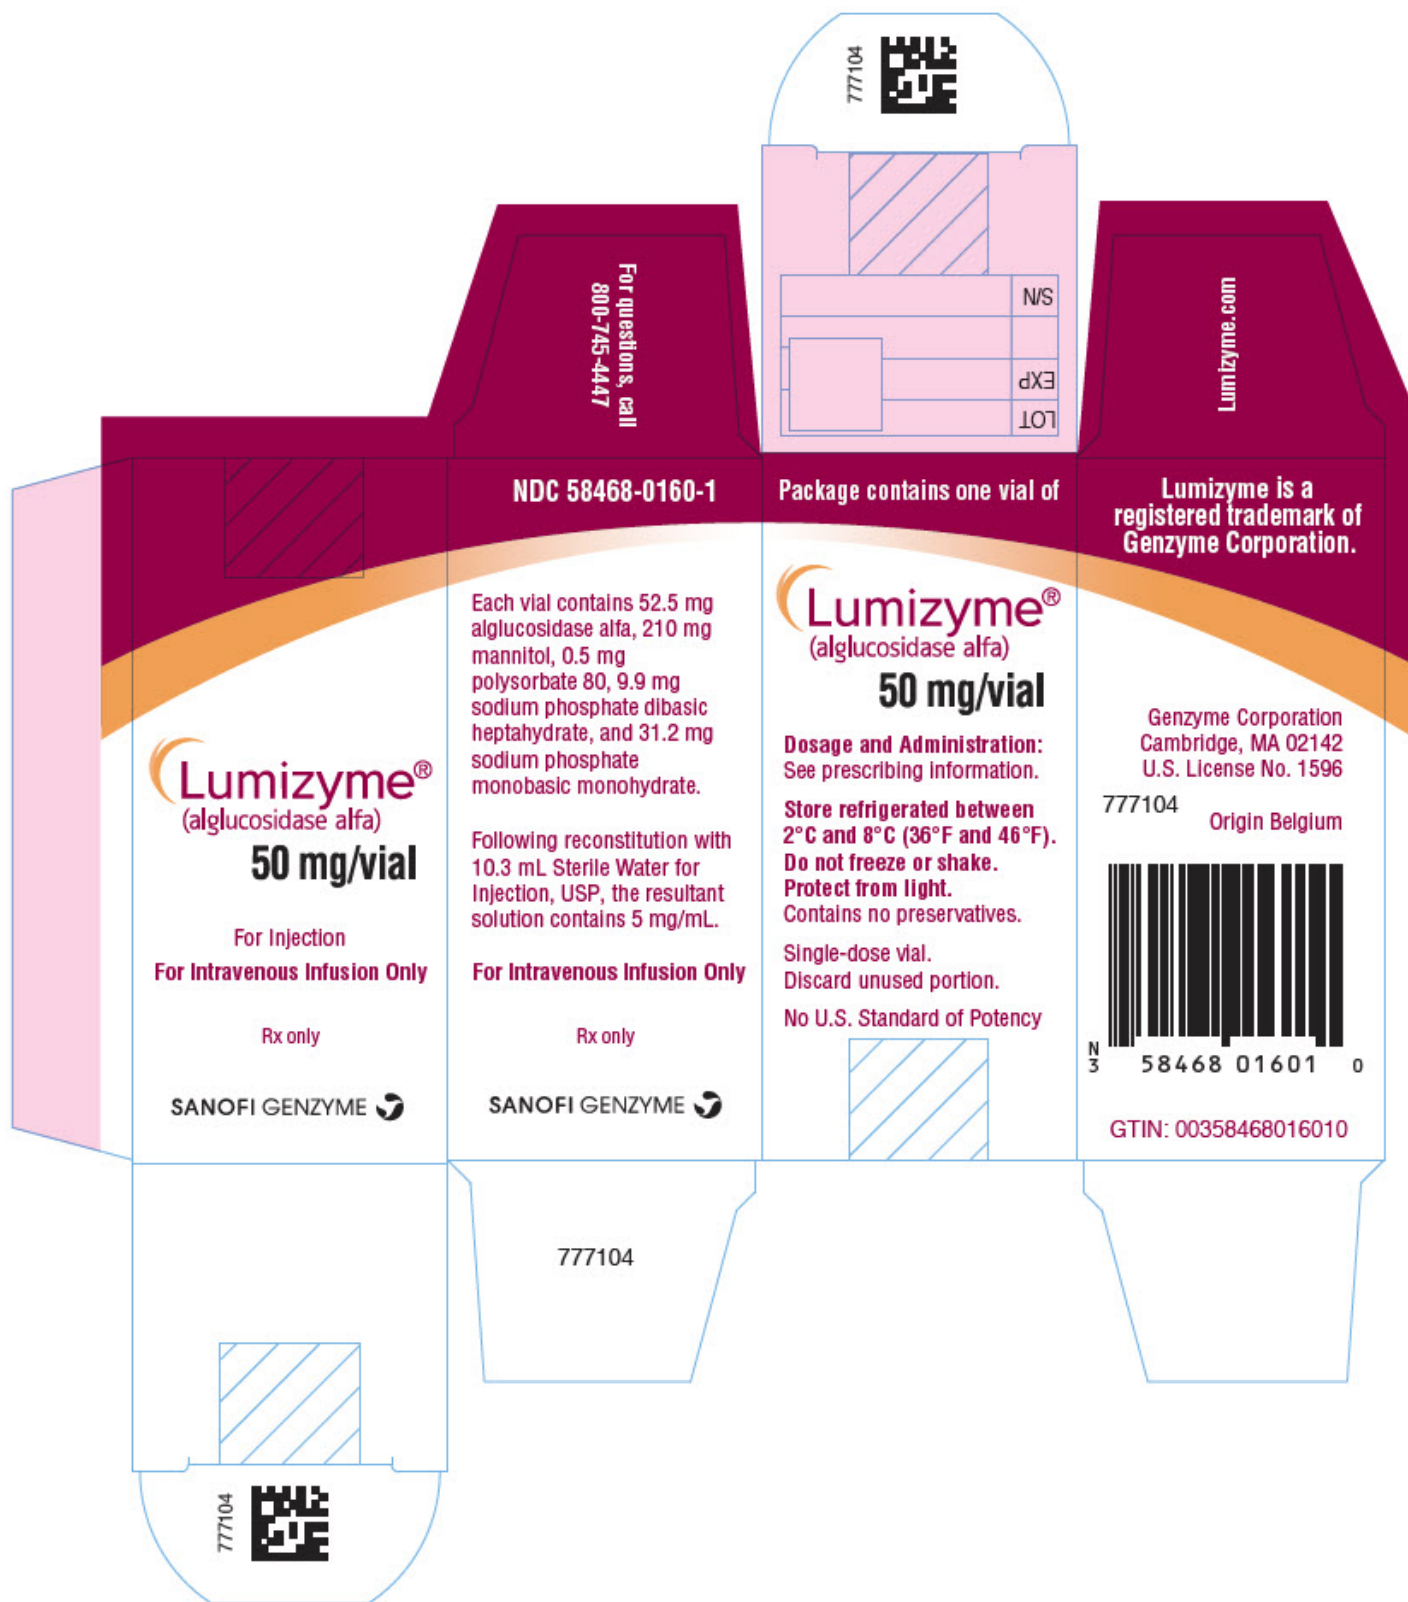 777104
For questions, call
800-745-4447
S/N
EXP
LOT
Lumizyme.com
Lumizyme®
(alglucosidase alfa)
50 mg/vial
For Injection
For Intravenous Infusion Only
Rx only
SANOFI GENZYME
NDC 58468-0160-1
Each vial contains 52.5 mg
alglucosidase alfa, 210 mg
mannitol, 0.5 mg
polysorbate 80, 9.9 mg
sodium phosphate dibasic
heptahydrate, and 31.2 mg
sodium phosphate
monobasic monohydrate.
Following reconstitution with
10.3 mL Sterile Water for
Injection, USP, the resultant
solution contains 5 mg/mL.
For Intravenous Infusion Only
Rx only
SANOFI GENZYME
Package contains one vial of
Lumizyme®
(alglucosidase alfa)
50 mg/vial
Dosage and Administration:
See prescribing information.
Store refrigerated between
2°C and 8°C (36°F and 46°F).
Do not freeze or shake.
Protect from light.
Contains no preservatives.
Single-dose vial.
Discard unused portion.
No U.S. Standard of Potency
Lumizyme is a
registered trademark of
Genzyme Corporation.
Genzyme Corporation
Cambridge, MA 02142
U.S. License No. 1596
777104
Origin Belgium
N
3 58468 01601 0
GTIN: 00358468016010
777104
777104